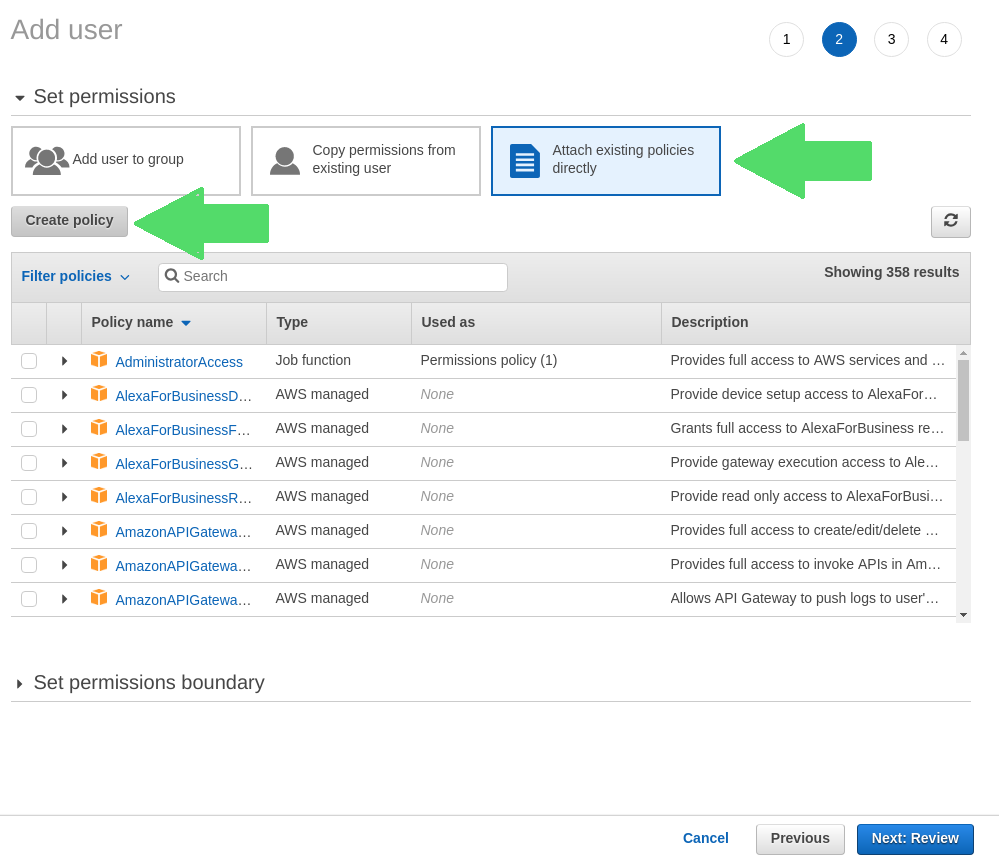 Add user
1 2 3 4
Set permissions
Add user to group
Copy permissions from
existing user
Attach existing policies
directly
Create policy
Filter policies Search Showing 358 results
Policy name Type Used as Description
AdministratorAccess Job function Permissions policy (1) Provides full access to AWS services and …
AlexaForBusinessD… AWS managed None Provide device setup access to AlexaFor…
AlexaForBusinessF… AWS managed None Grants full access to AlexaForBusiness re…
AlexaForBusinessG… AWS managed None Provide gateway execution access to Ale…
AlexaForBusinessR… AWS managed None Provide read only access to AlexaForBusi…
AmazonAPIGatewa… AWS managed None Provides full access to create/edit/delete …
AmazonAPIGatewa… AWS managed None Provides full access to invoke APIs in Am…
AmazonAPIGatewa… AWS managed None Allows API Gateway to push logs to user'…
Set permissions boundary
Cancel Previous Next: Review